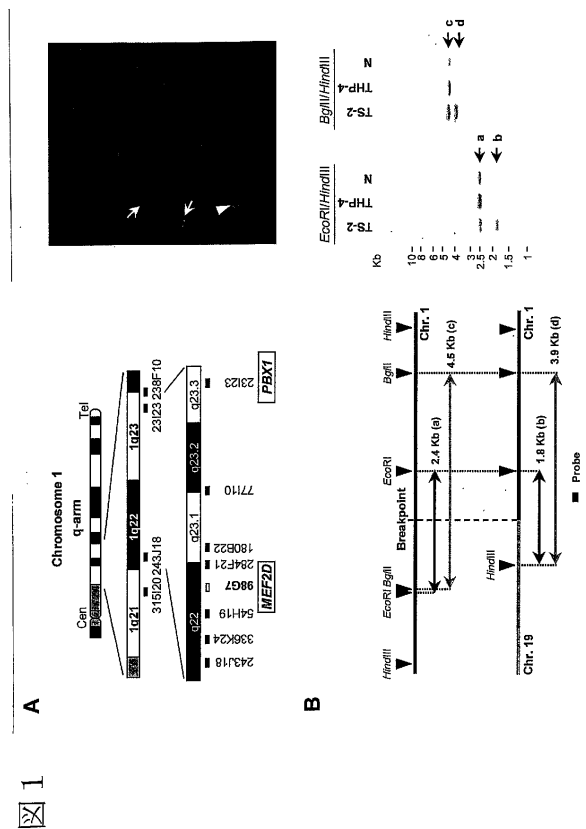 図 1
A
Chromosome 1
q-arm
Cen
Tel
1q21
1q22
1q23
315I20
243J18
23I23
238F10
q22
q23.1
q23.2
q23.3
243J18
336K24
54H19
98G7
284F21
180B22
77I10
23I23
MEF2D
PBX1
B
HindIII
EcoRI
BglII
Breakpoint
EcoRI
BglII
HindIII
Chr. 1
2.4 Kb (a)
4.5 Kb (c)
HindIII
Chr. 19
Chr. 1
1.8 Kb (b)
3.9 Kb (d)
Probe
EcoRI/HindIII
BglII/HindIII
TS-2
THP-4
N
TS-2
THP-4
N
Kb
10
8
6
5
4
3
2.5
2
1.5
1
a
b
c
d